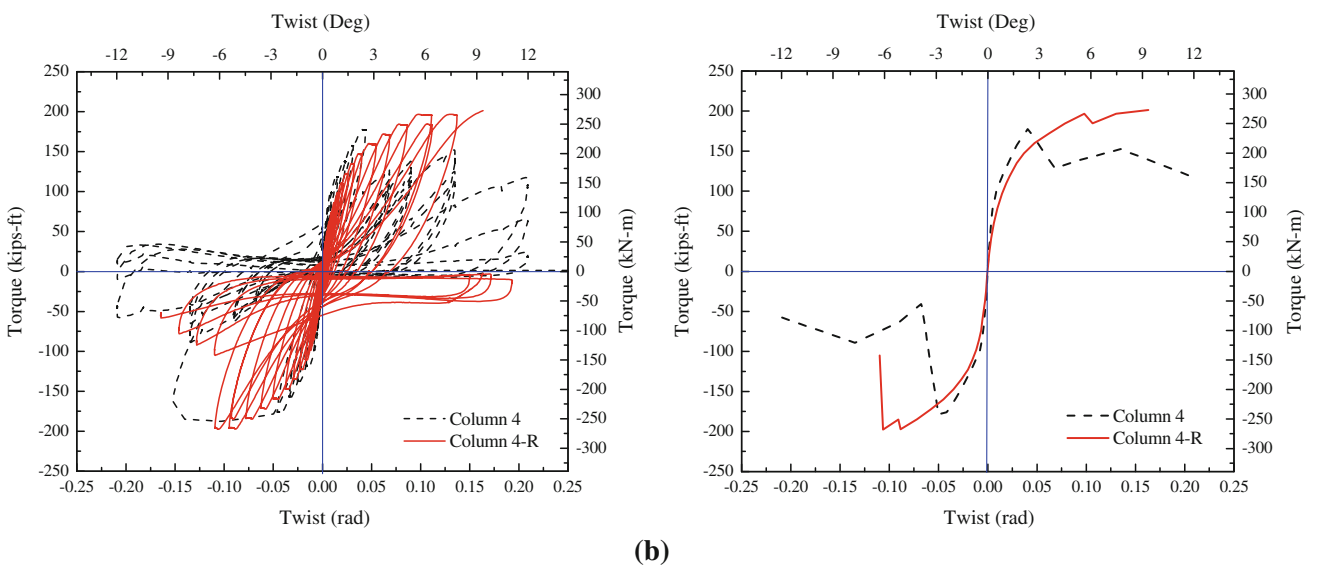 Twist (Deg)
-12 -9 -6 -3 0 3 6 9 12
250
200
150
100
50
0
-50
-100
-150
-200
-250
Torque (kips-ft)
300
250
200
150
100
50
0
-50
-100
-150
-200
-250
-300
Torque (kN-m)
Column 4
Column 4-R
-0.25 -0.20 -0.15 -0.10 -0.05 0.00 0.05 0.10 0.15 0.20 0.25
Twist (rad)
Twist (Deg)
-12 -9 -6 -3 0 3 6 9 12
250
200
150
100
50
0
-50
-100
-150
-200
-250
Torque (kips-ft)
300
250
200
150
100
50
0
-50
-100
-150
-200
-250
-300
Torque (kN-m)
Column 4
Column 4-R
-0.25 -0.20 -0.15 -0.10 -0.05 0.00 0.05 0.10 0.15 0.20 0.25
Twist (rad)
(b)